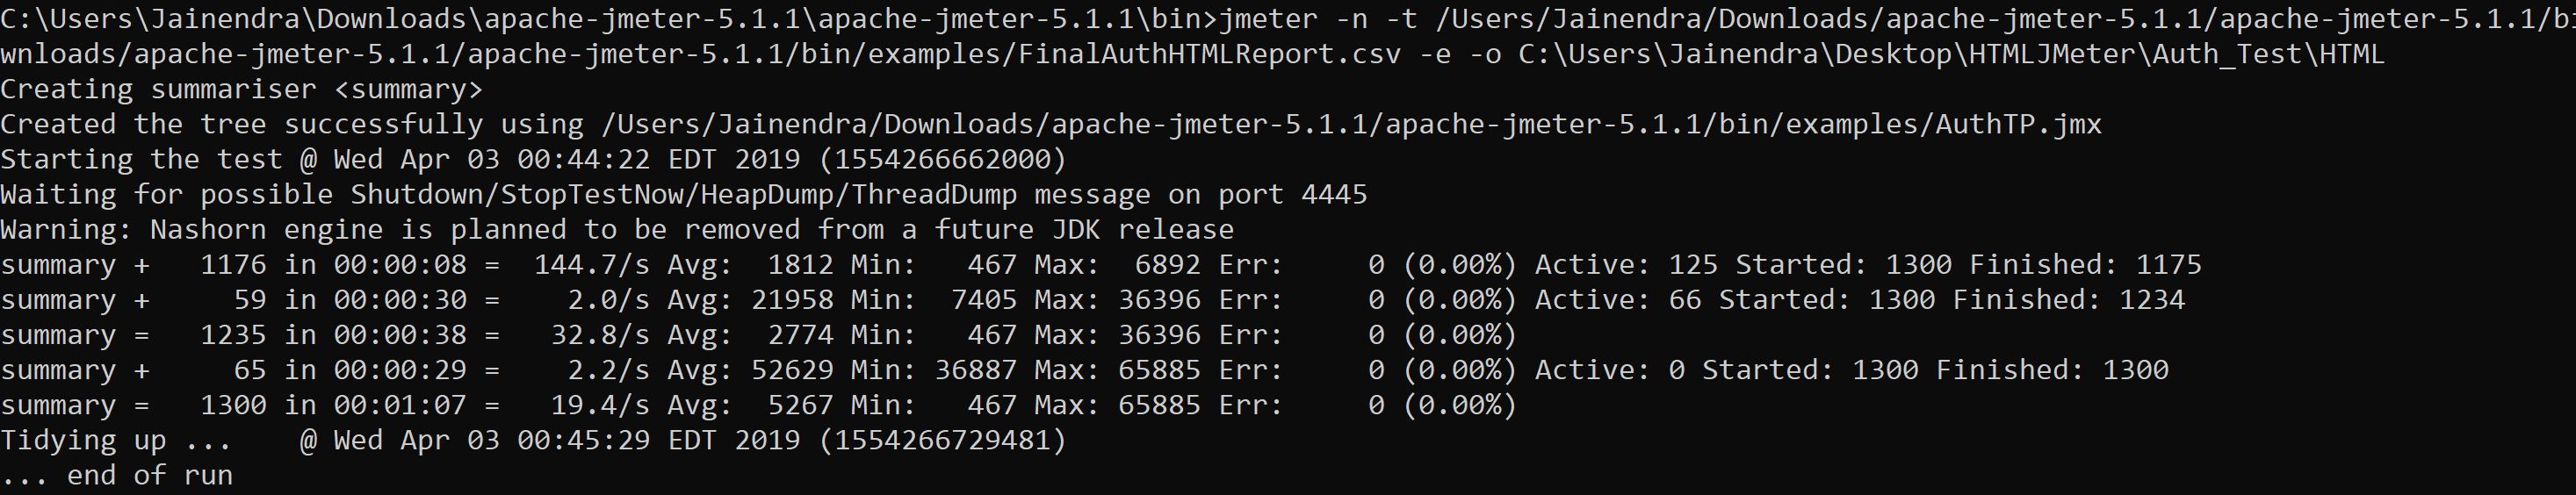 C:\Users\Jainendra\Downloads\apache-jmeter-5.1.1\apache-jmeter-5.1.1\bin>jmeter -n -t /Users/Jainendra/Downloads/apache-jmeter-5.1.1/apache-jmeter-5.1.1/bi
wnloads/apache-jmeter-5.1.1/apache-jmeter-5.1.1/bin/examples/FinalAuthHTMLReport.csv -e -o C:\Users\Jainendra\Desktop\HTMLJMeter\Auth_Test\HTML
Creating summariser <summary>
Created the tree successfully using /Users/Jainendra/Downloads/apache-jmeter-5.1.1/apache-jmeter-5.1.1/bin/examples/AuthTP.jmx
Starting the test @ Wed Apr 03 00:44:22 EDT 2019 (1554266662000)
Waiting for possible Shutdown/StopTestNow/HeapDump/ThreadDump message on port 4445
Warning: Nashorn engine is planned to be removed from a future JDK release
summary +   1176 in 00:00:08 =  144.7/s Avg:  1812 Min:   467 Max:  6892 Err:     0 (0.00%) Active: 125 Started: 1300 Finished: 1175
summary +     59 in 00:00:30 =    2.0/s Avg: 21958 Min:  7405 Max: 36396 Err:     0 (0.00%) Active: 66 Started: 1300 Finished: 1234
summary =   1235 in 00:00:38 =   32.8/s Avg:  2774 Min:   467 Max: 36396 Err:     0 (0.00%)
summary +     65 in 00:00:29 =    2.2/s Avg: 52629 Min: 36887 Max: 65885 Err:     0 (0.00%) Active: 0 Started: 1300 Finished: 1300
summary =   1300 in 00:01:07 =   19.4/s Avg:  5267 Min:   467 Max: 65885 Err:     0 (0.00%)
Tidying up ...    @ Wed Apr 03 00:45:29 EDT 2019 (1554266729481)
... end of run